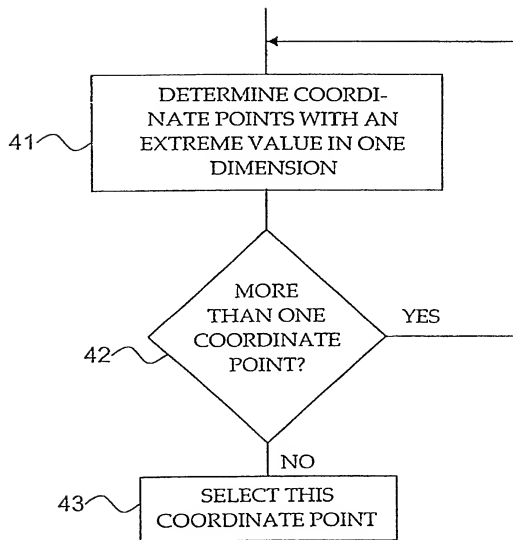 DETERMINE COORDI-
NATE POINTS WITH AN
EXTREME VALUE IN ONE
DIMENSION
41
MORE
THAN ONE
COORDINATE
POINT?
YES
42
NO
SELECT THIS
COORDINATE POINT
43